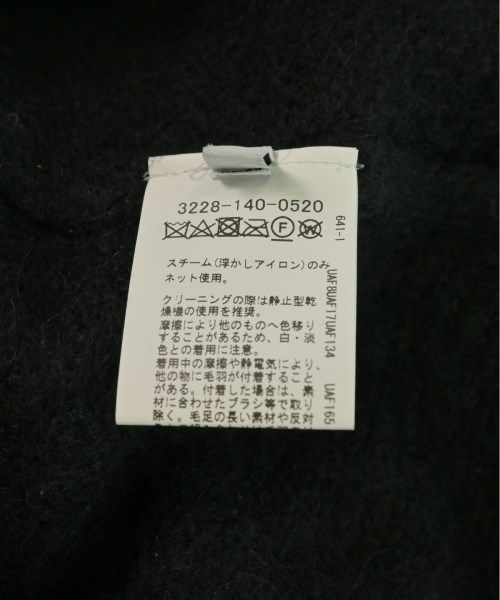 3228-140-0520
F
W
スチーム(浮かしアイロン)のみ
ネット使用。
クリーニングの際は静止型乾
燥機の使用を推奨。
摩擦により他のものへ色移り
することがあるため、白・淡
色との着用に注意。
着用中の摩擦や静電気により、
他の物に毛羽が付着すること
がある。付着した場合は、素
材に合わせたブラシ等で取り
除く。毛足の長い素材や反対
641-1
UAF8UAF17UAF134
UAF165